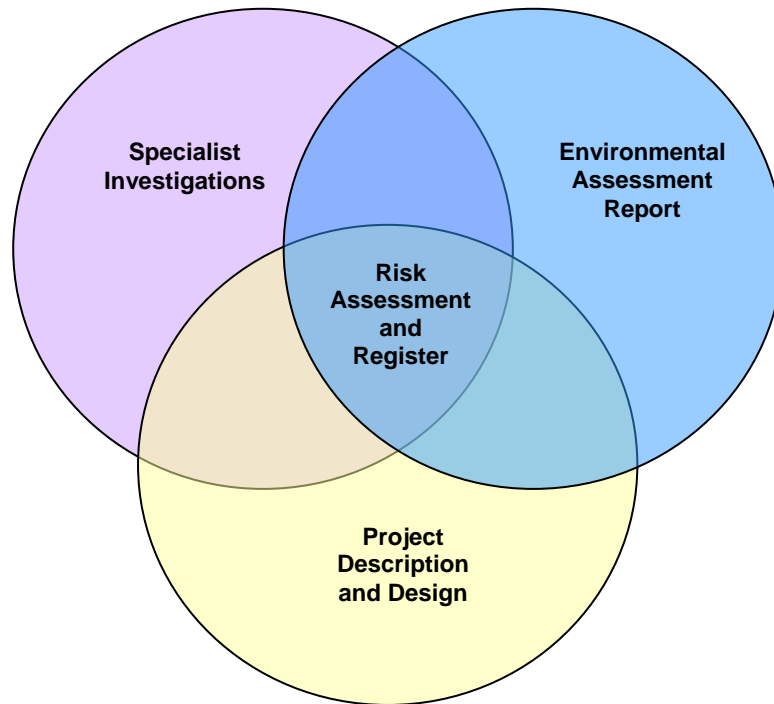 Specialist
Investigations
Environmental
Assessment
Report
Risk
Assessment
and
Register
Project
Description
and Design